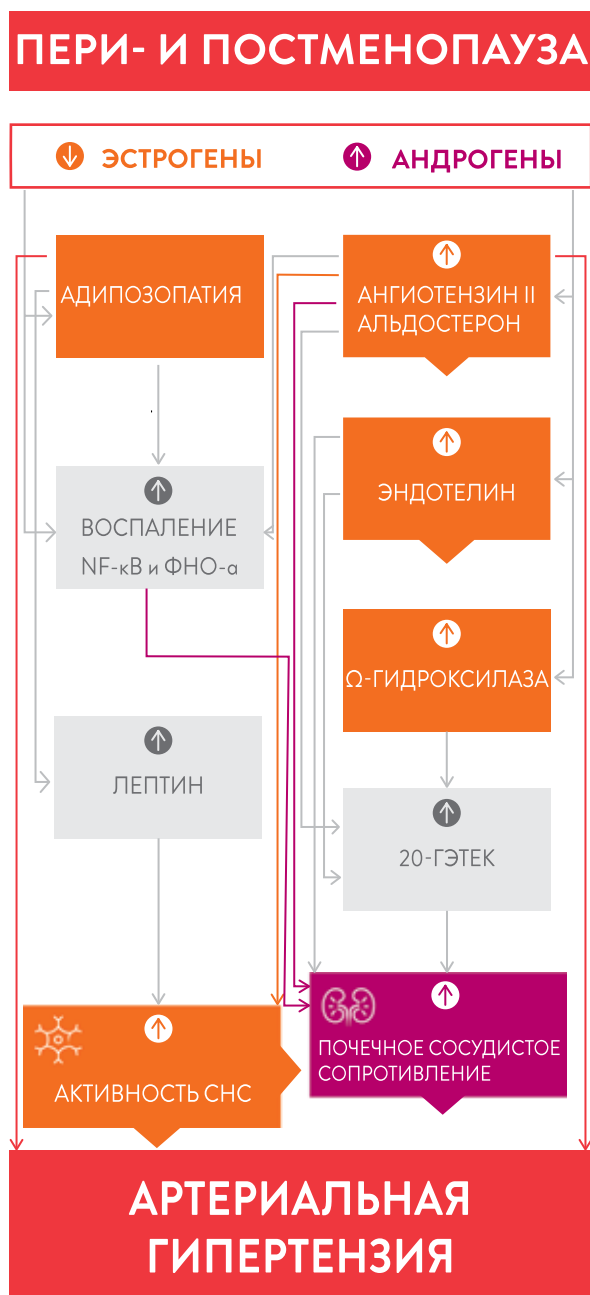 ПЕРИ- И ПОСТМЕНОПАУЗА
ЭСТРОГЕНЫ
АНДРОГЕНЫ
АДИПОЗОПАТИЯ
АНГИОТЕНЗИН II
АЛЬДОСТЕРОН
ЭНДОТЕЛИН
ВОСПАЛЕНИЕ
NF-кВ и ФНО-а
Ω-ГИДРОКСИЛАЗА
ЛЕПТИН
20-ГЭТЕК
АКТИВНОСТЬ СНС
ПОЧЕЧНОЕ СОСУДИСТОЕ
СОПРОТИВЛЕНИЕ
АРТЕРИАЛЬНАЯ
ГИПЕРТЕНЗИЯ